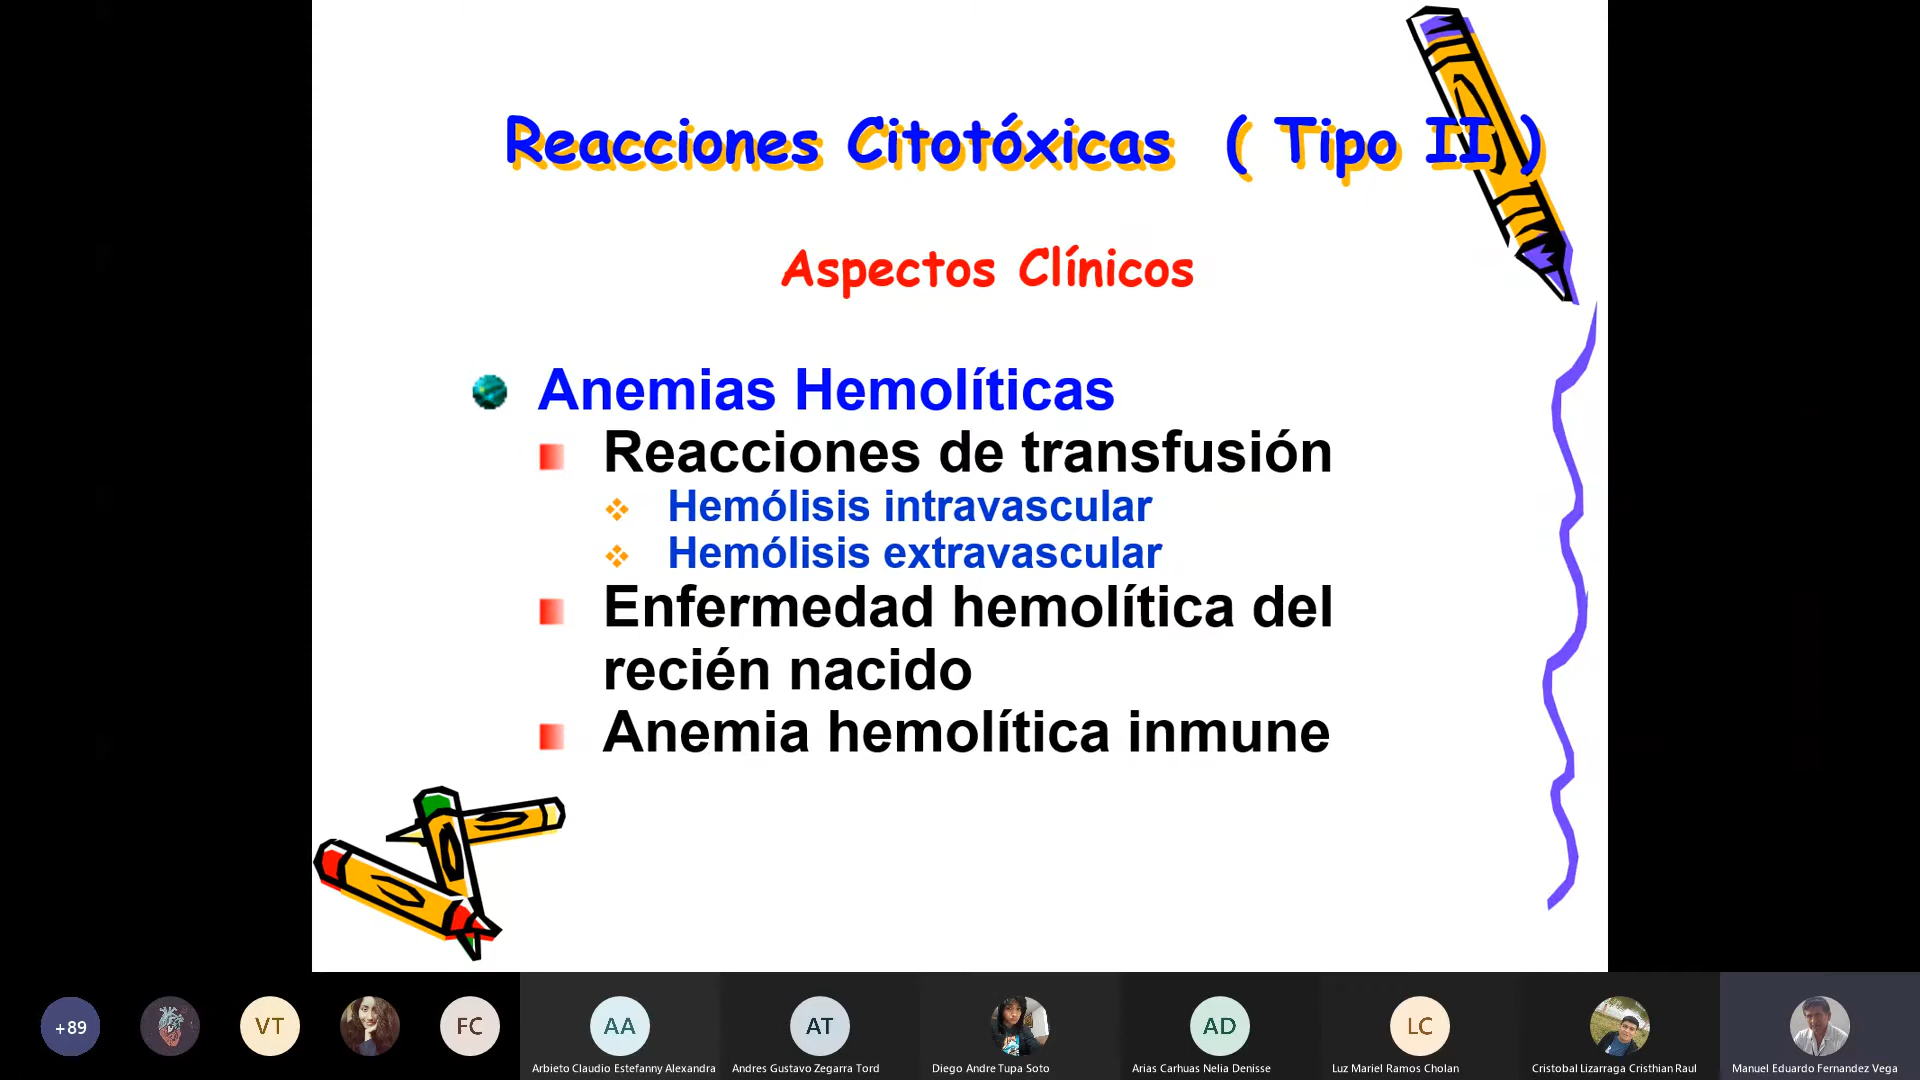 Reacciones Citotóxicas ( Tipo II )
Aspectos Clínicos
Anemias Hemolíticas
Reacciones de transfusión
Hemólisis intravascular
Hemólisis extravascular
Enfermedad hemolítica del
recién nacido
Anemia hemolítica inmune
+89
VT
FC
AA
AT
AD
LC
Arbieto Claudio Estefanny Alexandra
Andres Gustavo Zegarra Tord
Diego Andre Tupa Soto
Arias Carhuas Nelia Denisse
Luz Mariel Ramos Cholan
Cristobal Lizarraga Cristhian Raul
Manuel Eduardo Fernandez Vega